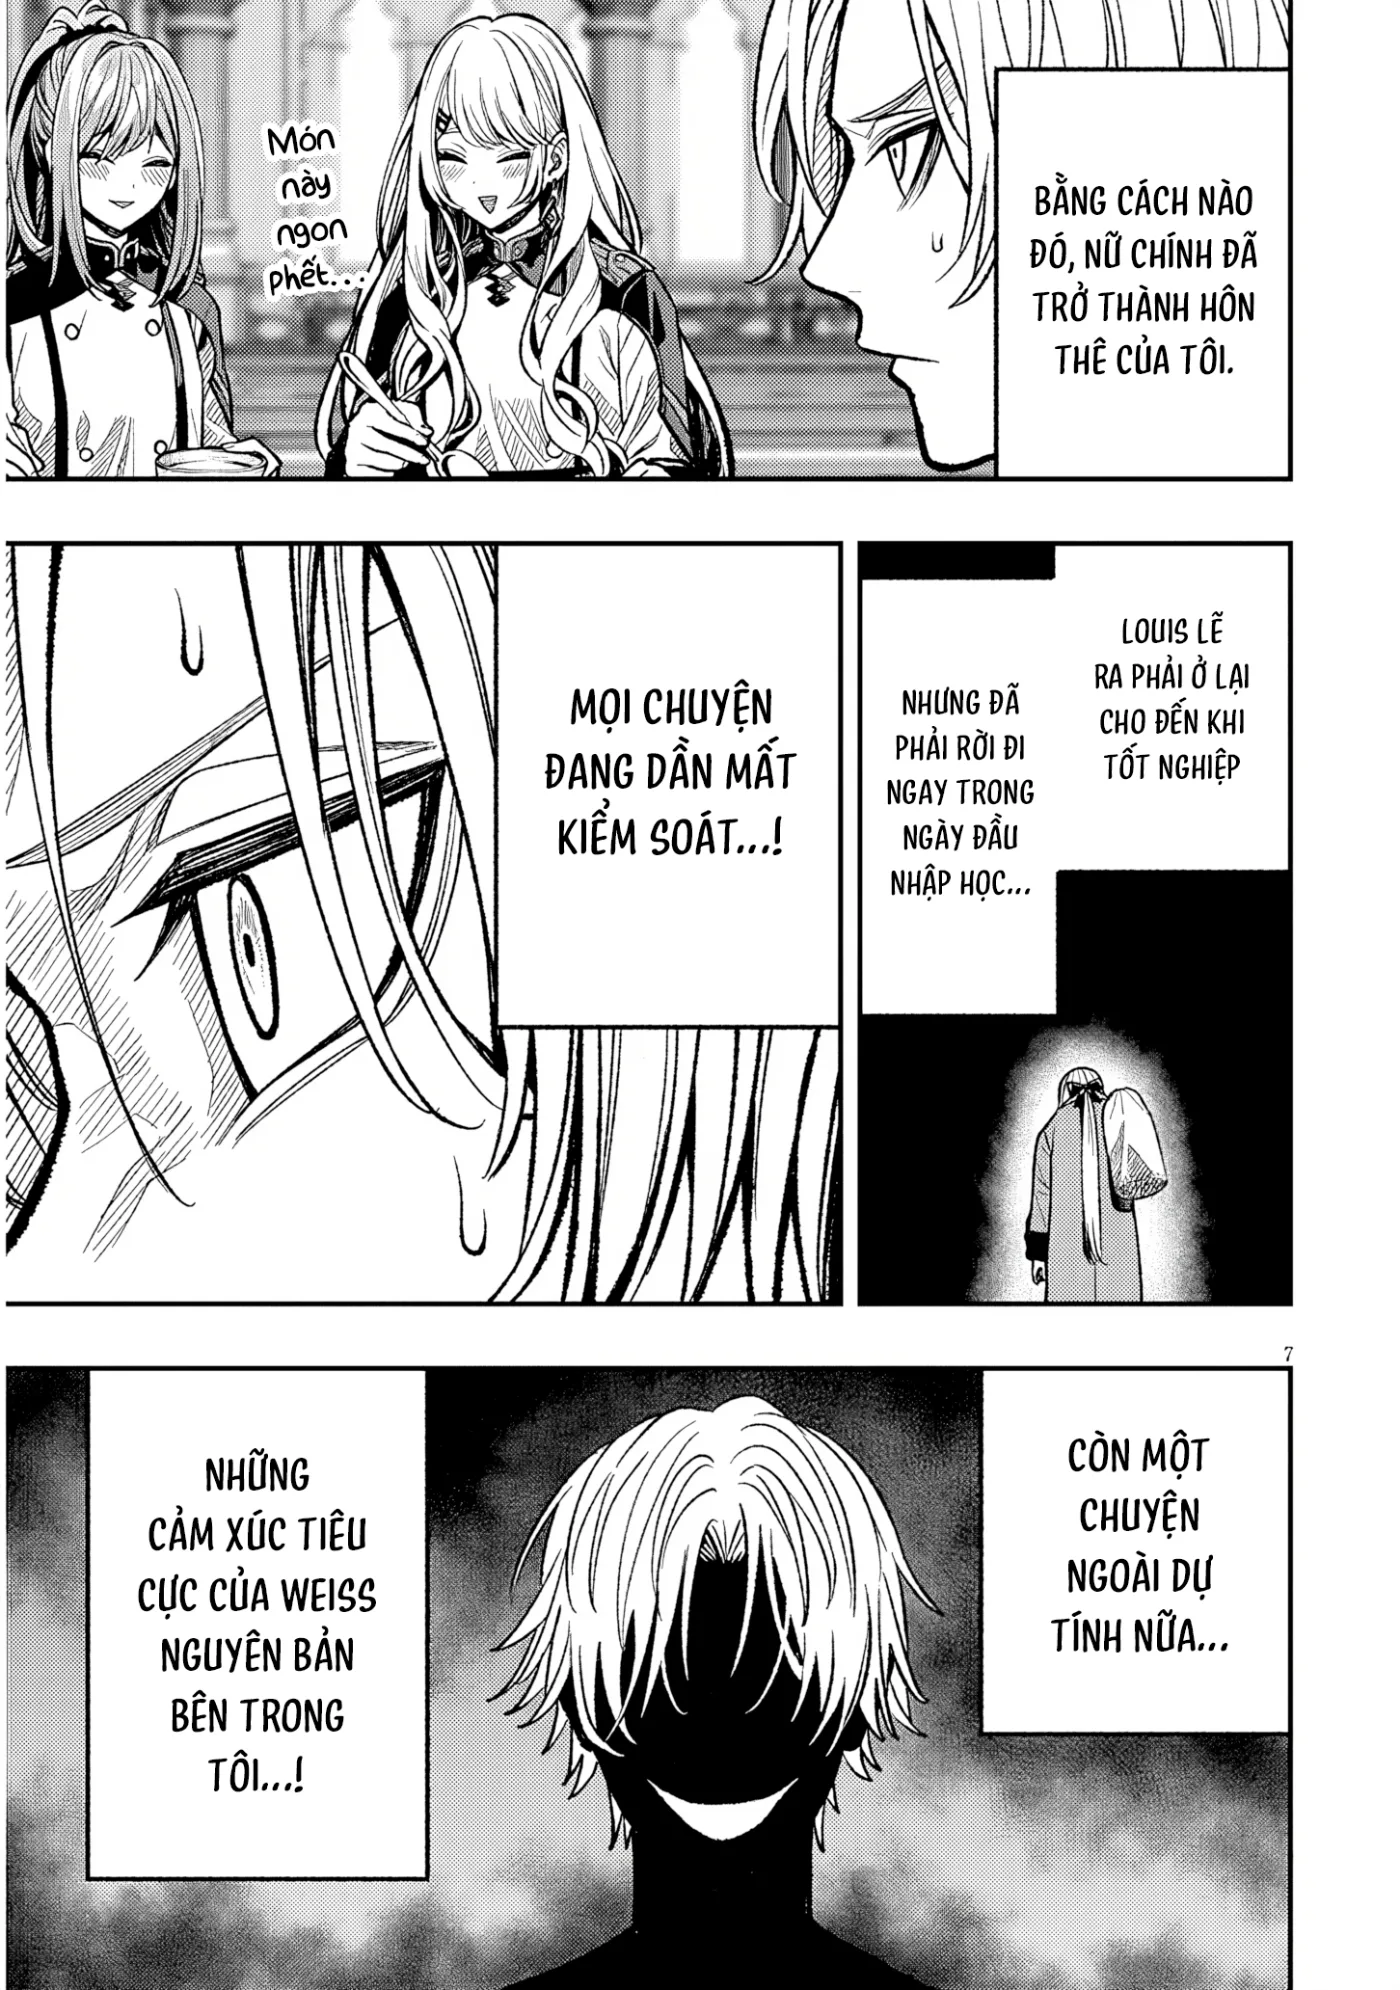 BẰNG CÁCH NÀO
ĐÓ, NỮ CHÍNH ĐÃ
TRỞ THÀNH HÔN
THÊ CỦA TÔI.
Món
này
ngon
phết...
LOUIS LẼ
RA PHẢI Ở LẠI
CHO ĐẾN KHI
TỐT NGHIỆP
NHƯNG ĐÃ
PHẢI RỜI ĐI
NGAY TRONG
NGÀY ĐẦU
NHẬP HỌC...
MỌI CHUYỆN
ĐANG DẦN MẤT
KIỂM SOÁT...!
7
CÒN MỘT
CHUYỆN
NGOÀI DỰ
TÍNH NỮA...
NHỮNG
CẢM XÚC TIÊU
CỰC CỦA WEISS
NGUYÊN BẢN
BÊN TRONG
TÔI...!